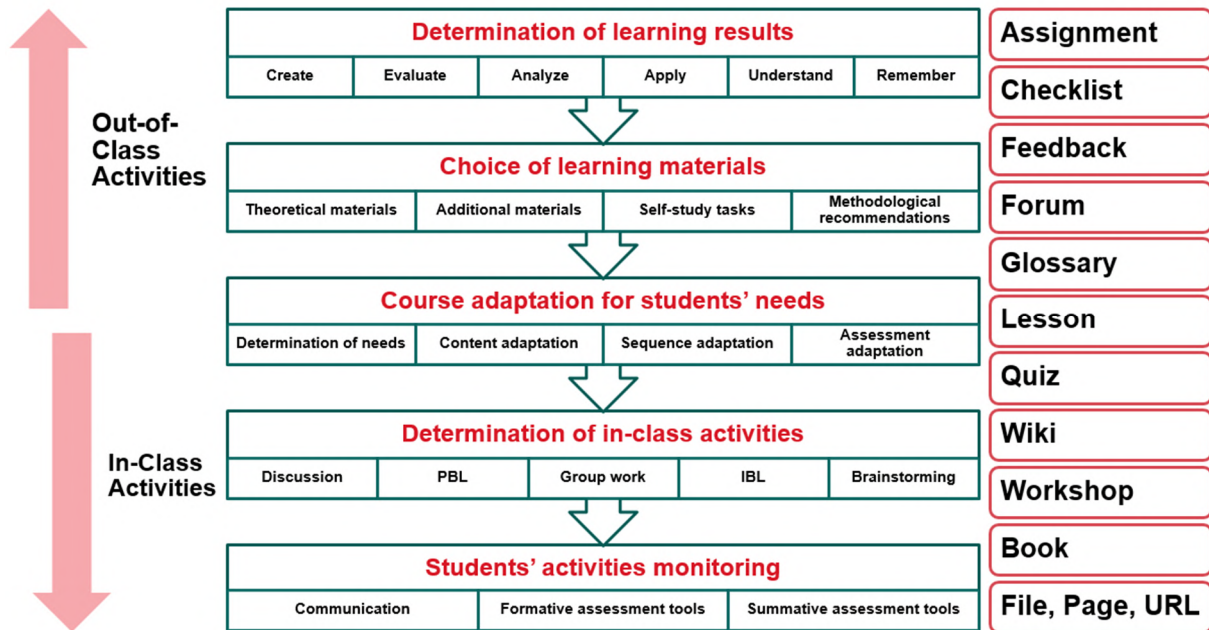 Out-of-
Class
Activities
In-Class
Activities
Determination of learning results
Create Evaluate Analyze Apply Understand Remember
Choice of learning materials
Theoretical materials Additional materials Self-study tasks Methodological
recommendations
Course adaptation for students’ needs
Determination of needs Content adaptation Sequence adaptation Assessment
adaptation
Determination of in-class activities
Discussion PBL Group work IBL Brainstorming
Students’ activities monitoring
Communication Formative assessment tools Summative assessment tools
Assignment
Checklist
Feedback
Forum
Glossary
Lesson
Quiz
Wiki
Workshop
Book
File, Page, URL